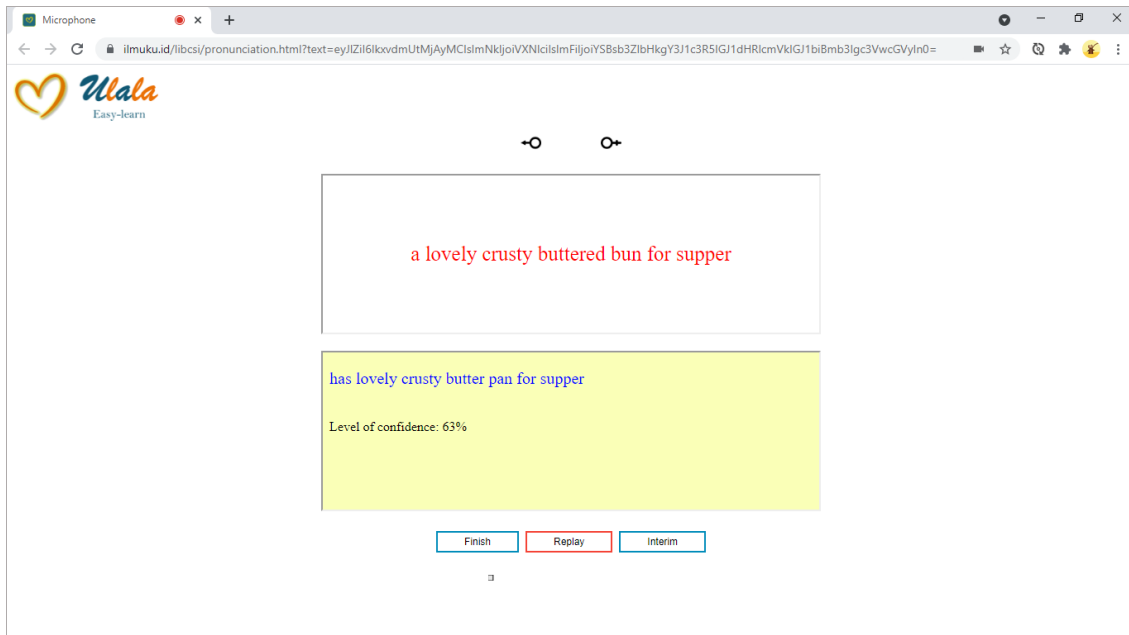 Microphone
ilmuku.id/libcsi/pronunciation.html?text=eyJlZil6IkxvdmUtMjAyMCIsImNkIjoiVXNlciIsImFiIjoiYSBsb3ZlbHkgY3J1c3R5IGJ1dHRlcmVkIGJ1biBmb3Igc3VwcGVyIn0=
Ulala
Easy-learn
a lovely crusty buttered bun for supper
has lovely crusty butter pan for supper
Level of confidence: 63%
Finish Replay Interim